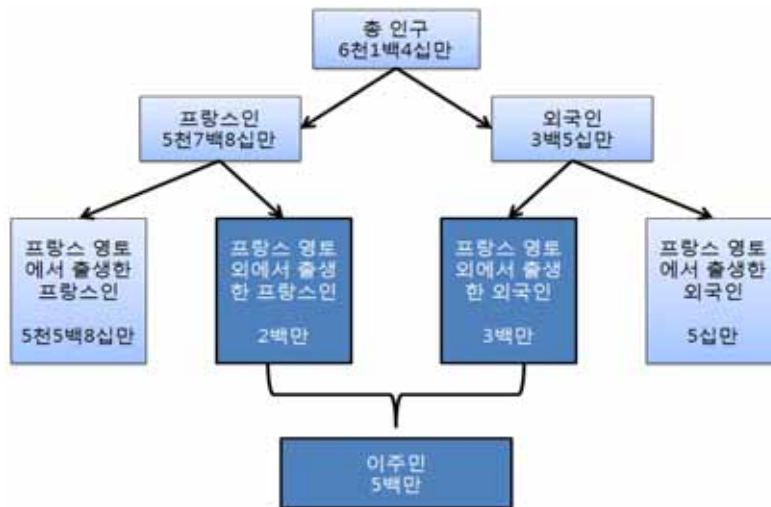 총 인구
6천1백4십만
프랑스인
5천7백8십만
외국인
3백5십만
프랑스 영토
에서 출생한
프랑스인
5천5백8십만
프랑스 영토
외에서 출생
한 프랑스인
2백만
프랑스 영토
외에서 출생
한 외국인
3백만
프랑스 영토
에서 출생한
외국인
5십만
이주민
5백만